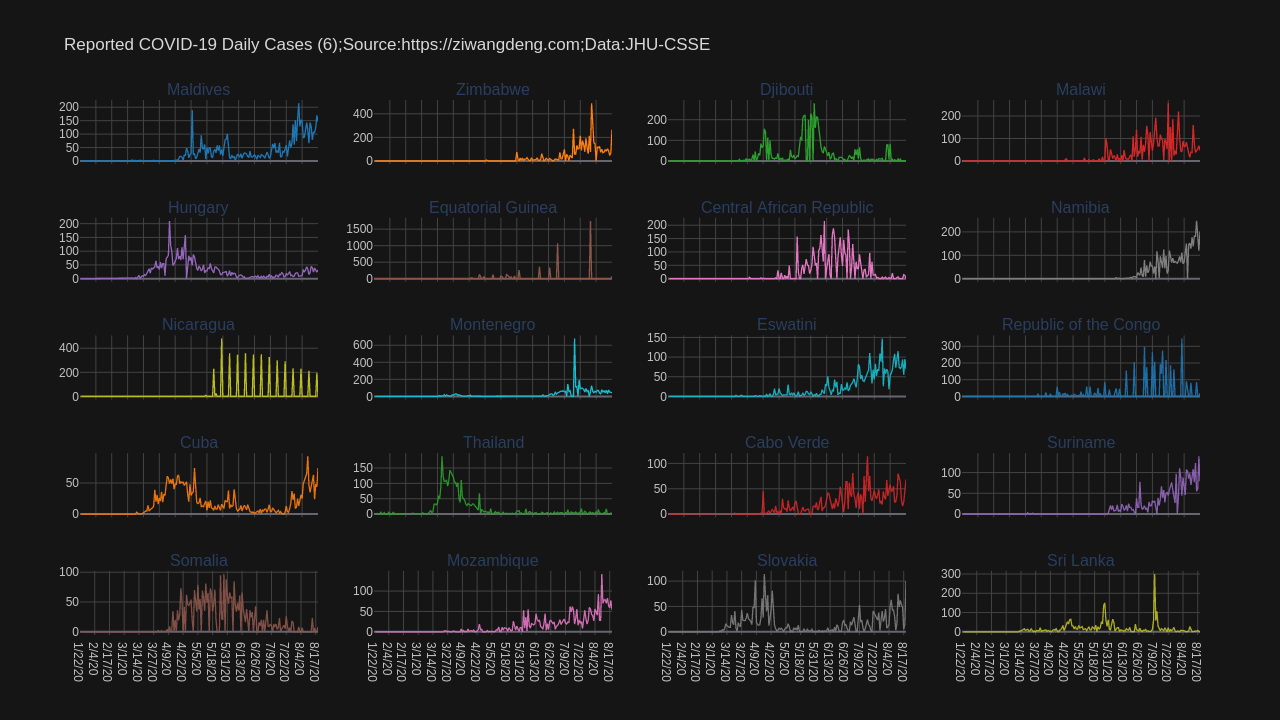 Reported COVID-19 Daily Cases (6);Source:https://ziwangdeng.com;Data:JHU-CSSE
Maldives Zimbabwe Djibouti Malawi
200 150 100 50 0
400 200 0
200 100 0
200 100 0
Hungary Equatorial Guinea Central African Republic Namibia
200 150 100 50 0
1500 1000 500 0
200 150 100 50 0
200 100 0
Nicaragua Montenegro Eswatini Republic of the Congo
400 200 0
600 400 200 0
150 100 50 0
300 200 100 0
Cuba Thailand Cabo Verde Suriname
50 0
150 100 50 0
100 50 0
100 50 0
Somalia Mozambique Slovakia Sri Lanka
100 50 0
100 50 0
100 50 0
300 200 100 0
1/22/20 2/4/20 2/17/20 3/1/20 3/14/20 3/27/20 4/9/20 4/22/20 5/5/20 5/18/20 5/31/20 6/13/20 6/26/20 7/9/20 7/22/20 8/4/20 8/17/20
1/22/20 2/4/20 2/17/20 3/1/20 3/14/20 3/27/20 4/9/20 4/22/20 5/5/20 5/18/20 5/31/20 6/13/20 6/26/20 7/9/20 7/22/20 8/4/20 8/17/20
1/22/20 2/4/20 2/17/20 3/1/20 3/14/20 3/27/20 4/9/20 4/22/20 5/5/20 5/18/20 5/31/20 6/13/20 6/26/20 7/9/20 7/22/20 8/4/20 8/17/20
1/22/20 2/4/20 2/17/20 3/1/20 3/14/20 3/27/20 4/9/20 4/22/20 5/5/20 5/18/20 5/31/20 6/13/20 6/26/20 7/9/20 7/22/20 8/4/20 8/17/20